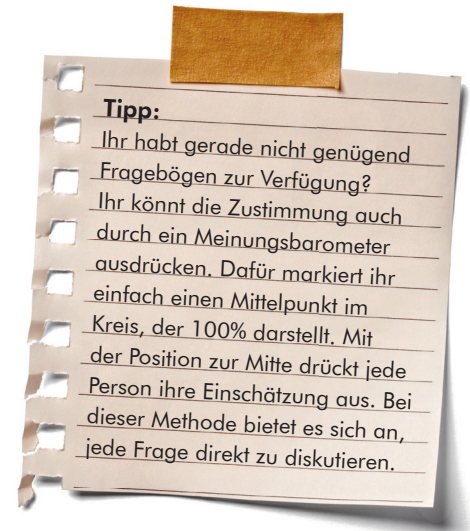 Tipp:
Ihr habt gerade nicht genügend
Fragebögen zur Verfügung?
Ihr könnt die Zustimmung auch
durch ein Meinungsbarometer
ausdrücken. Dafür markiert ihr
einfach einen Mittelpunkt im
Kreis, der 100% darstellt. Mit
der Position zur Mitte drückt jede
Person ihre Einschätzung aus. Bei
dieser Methode bietet es sich an,
jede Frage direkt zu diskutieren.